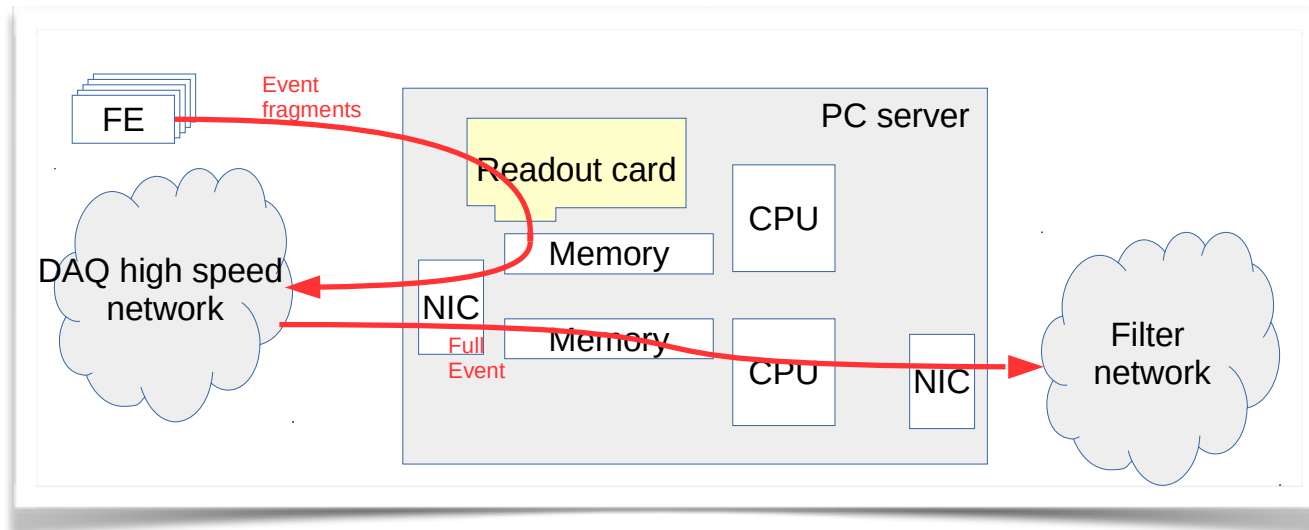 Event
fragments
FE
PC server
Readout card
CPU
Memory
DAQ high speed
network
NIC
Memory
Full
Event
CPU
NIC
Filter
network